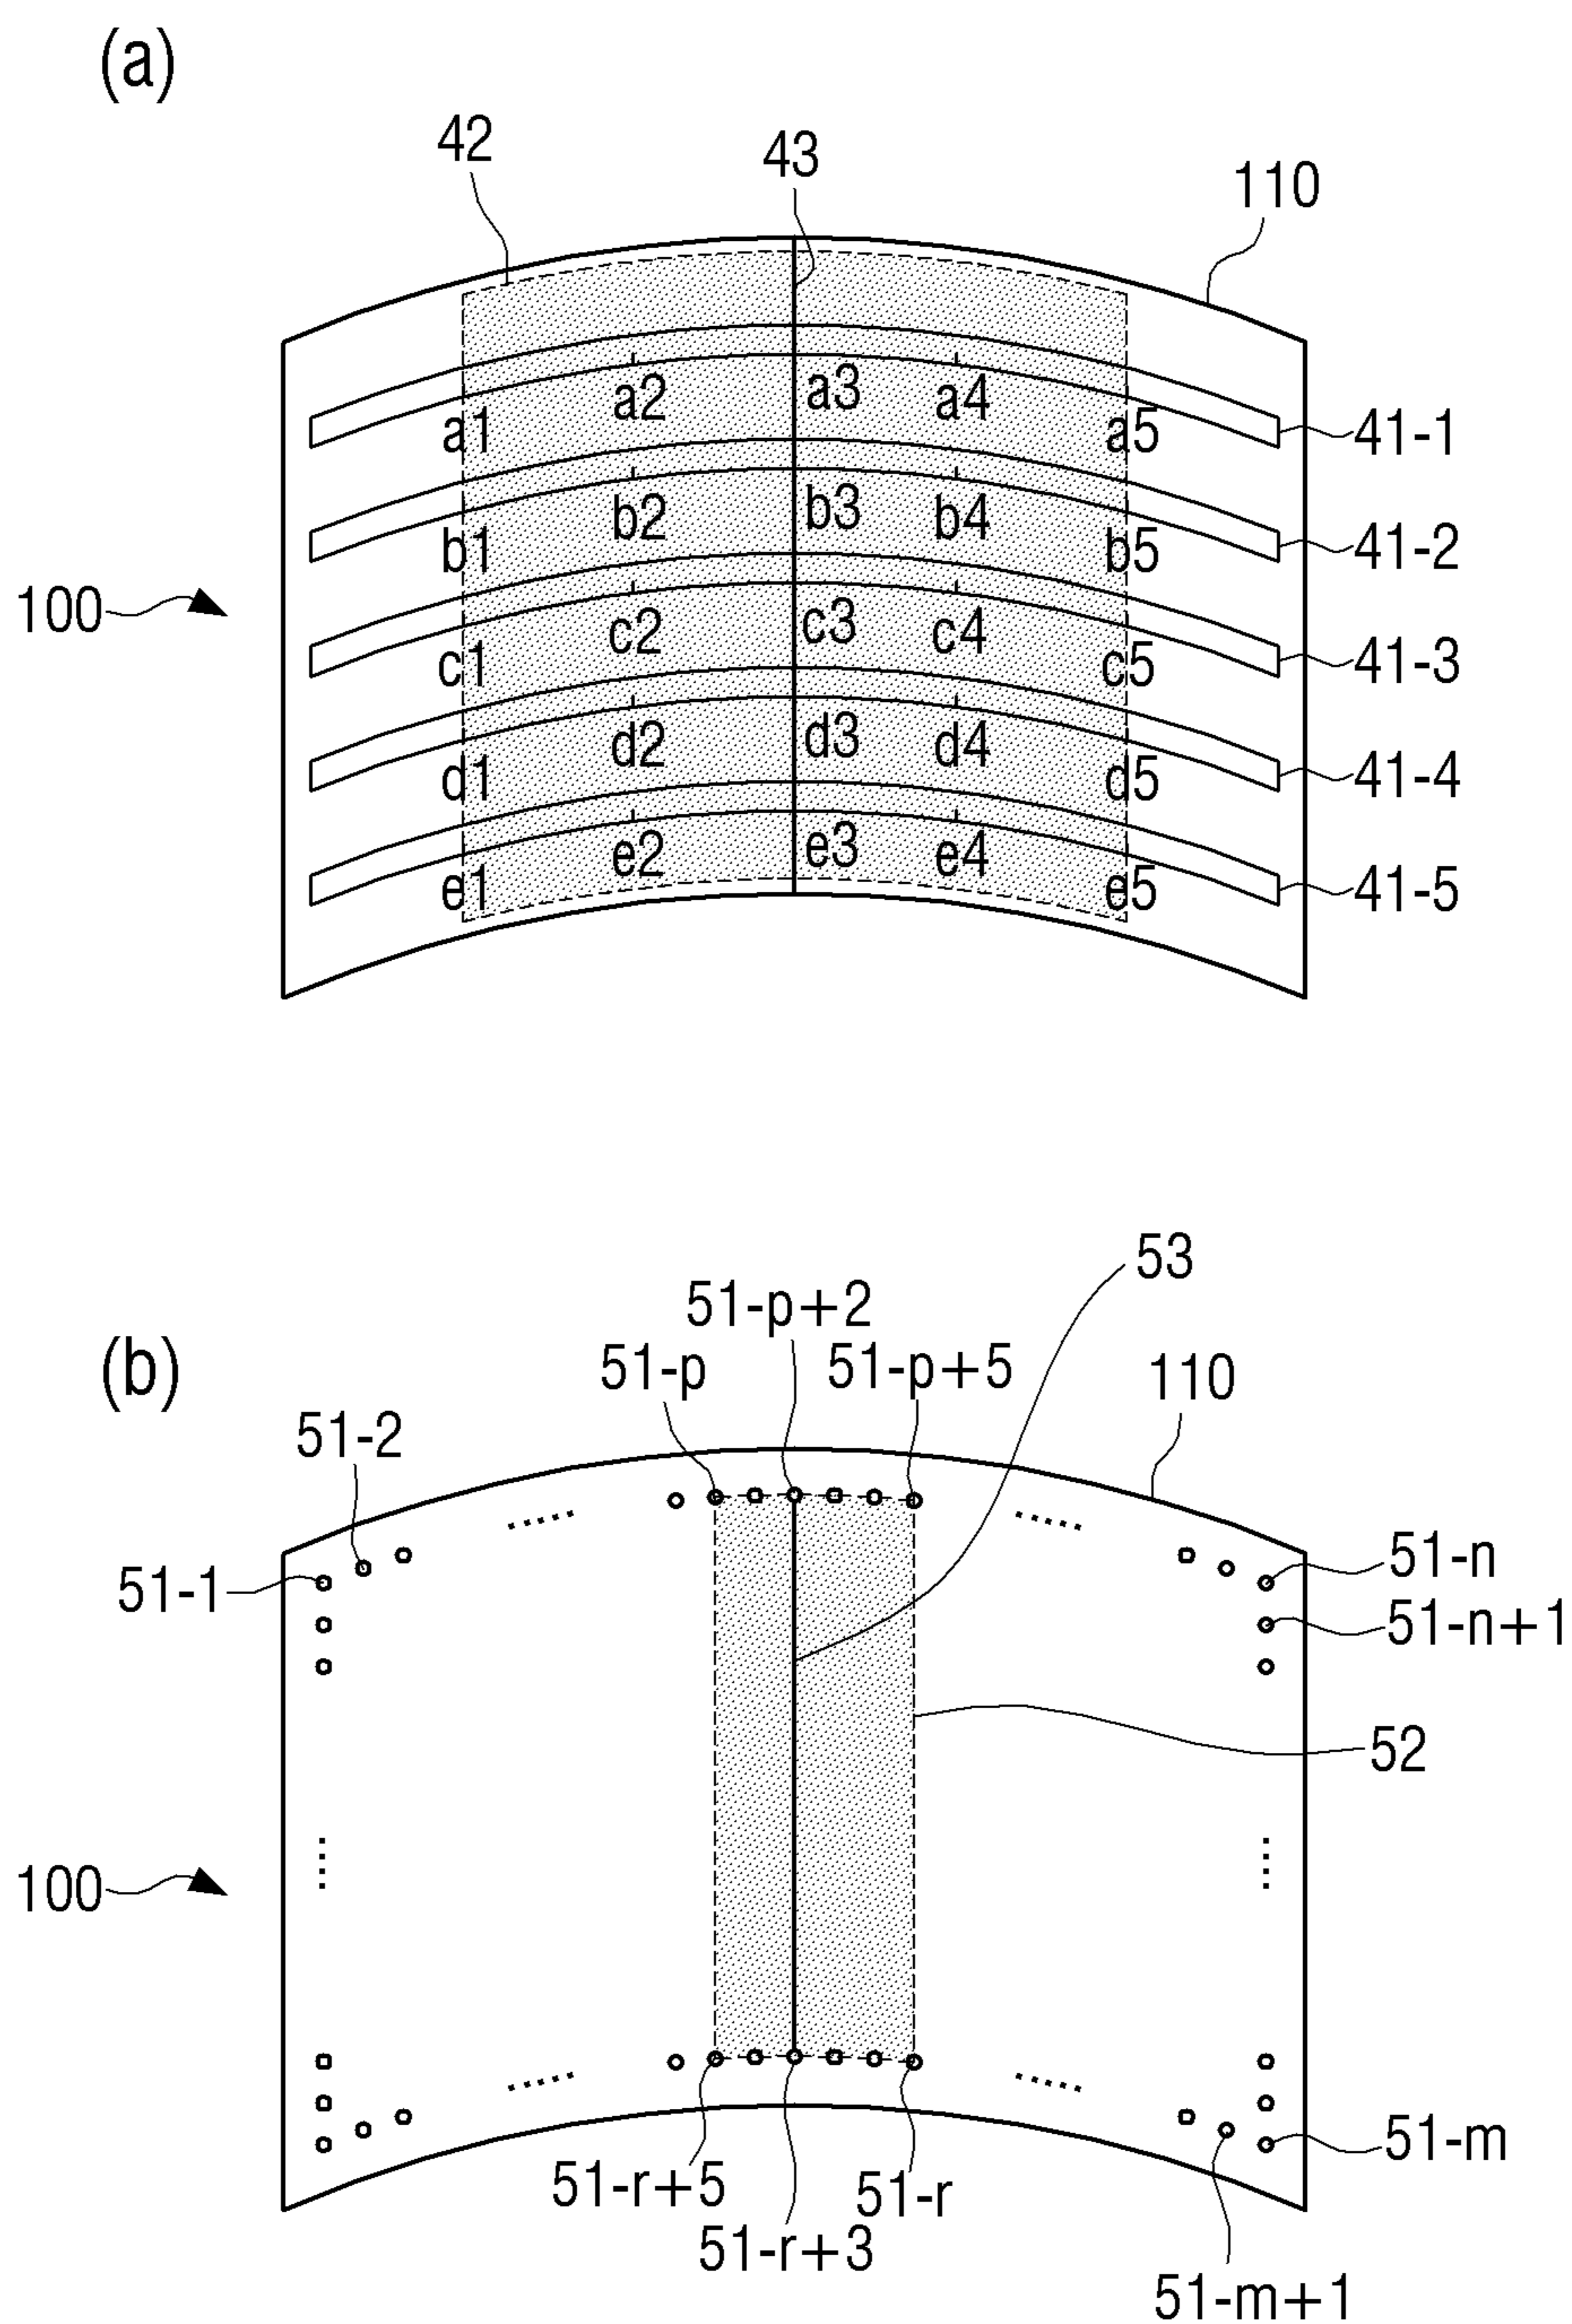 (a)
42
43
110
a1 a2 a3 a4 a5
41-1
b1 b2 b3 b4 b5
41-2
100
c1 c2 c3 c4 c5
41-3
d1 d2 d3 d4 d5
41-4
e1 e2 e3 e4 e5
41-5
(b)
53
51-p+2
51-p
51-p+5
110
51-2
51-1
51-n
51-n+1
52
100
51-m
51-r+5
51-r
51-r+3
51-m+1